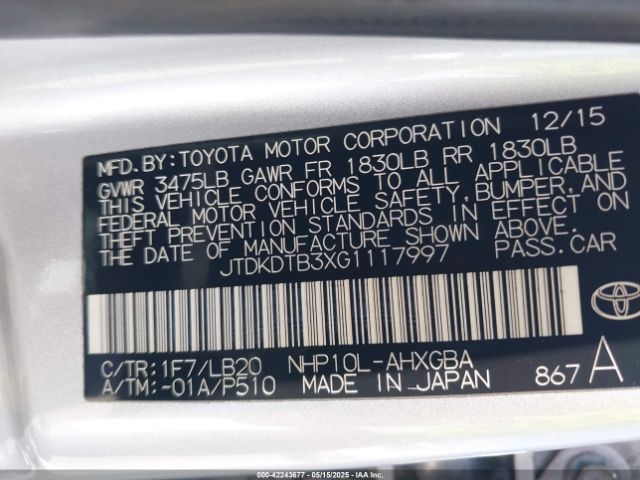 MFD.BY:TOYOTA MOTOR CORPORATION 12/15
GVWR 3475LB GAWR FR 1830LB RR 1830LB
THIS VEHICLE CONFORMS TO ALL APPLICABLE
FEDERAL MOTOR VEHICLE SAFETY,BUMPER,AND
THEFT PREVENTION STANDARDS IN EFFECT ON
THE DATE OF MANUFACTURE SHOWN ABOVE.
JTDKDTB3XG1117997 PASS.CAR
C/TR:1F7/LB20 NHP10L-AHXGBA
A/TM:-01A/P510 MADE IN JAPAN 867 A
TOYOTA
000-42243677 - 05/15/2025 - IAA, Inc.